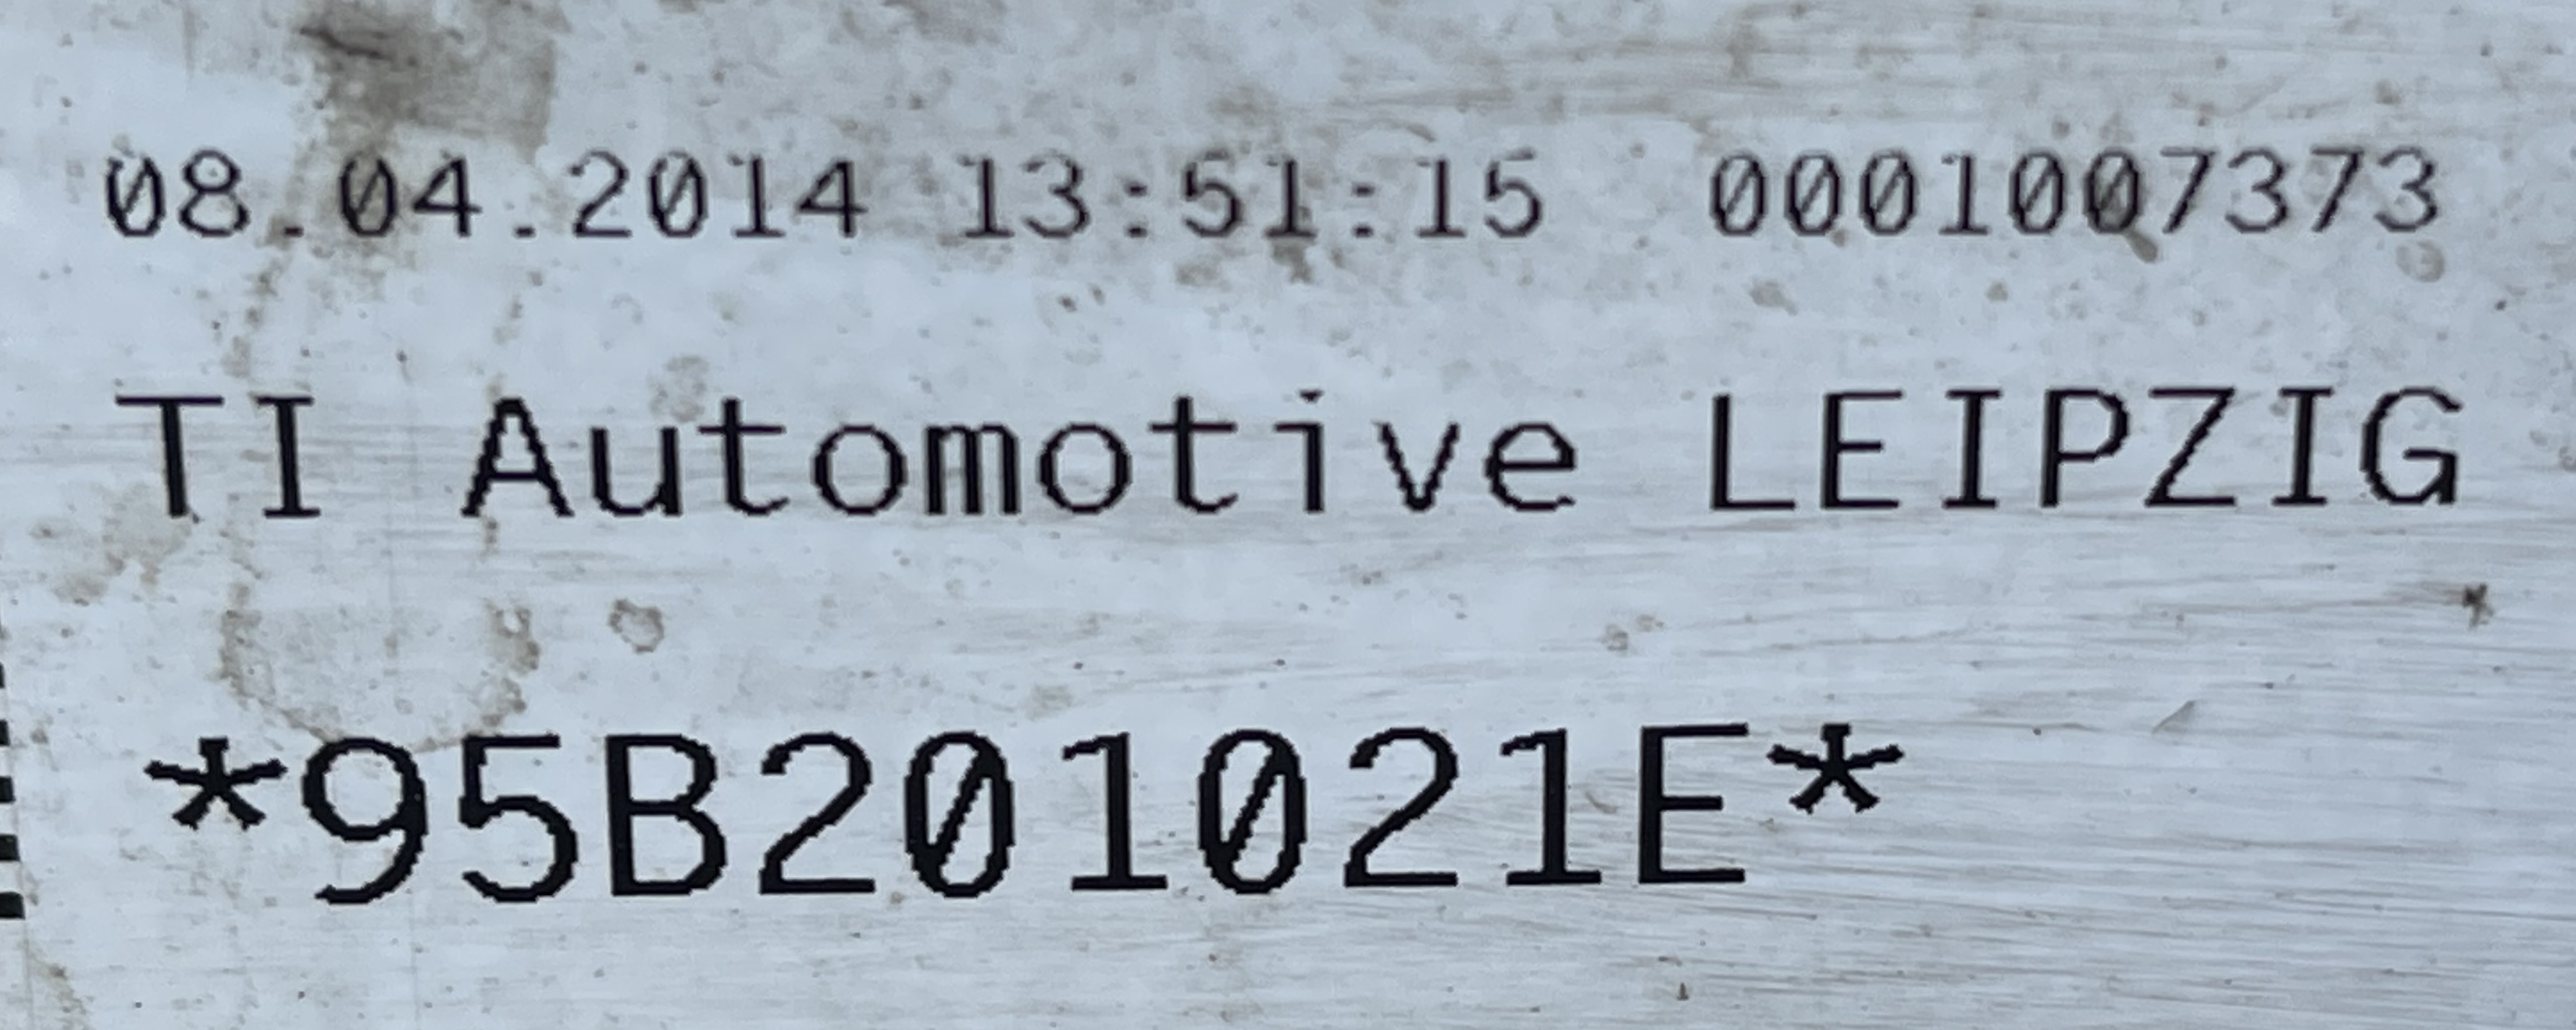 08.04.2014 13:51:15 0001007373
TI Automotive LEIPZIG
*95B201021E*